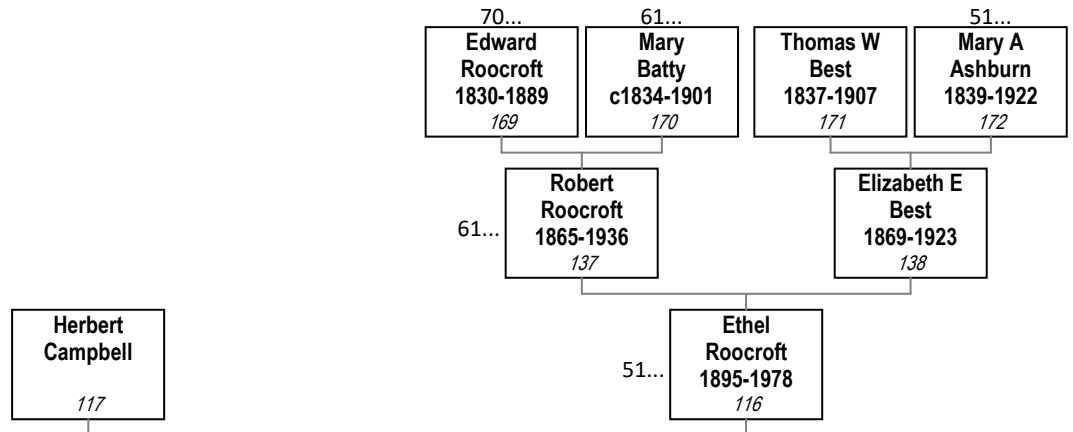 70...
61...
51...
Edward
Roocroft
1830-1889
169
Mary
Batty
c1834-1901
170
Thomas W
Best
1837-1907
171
Mary A
Ashburn
1839-1922
172
61...
Robert
Roocroft
1865-1936
137
Elizabeth E
Best
1869-1923
138
Herbert
Campbell
117
51...
Ethel
Roocroft
1895-1978
116